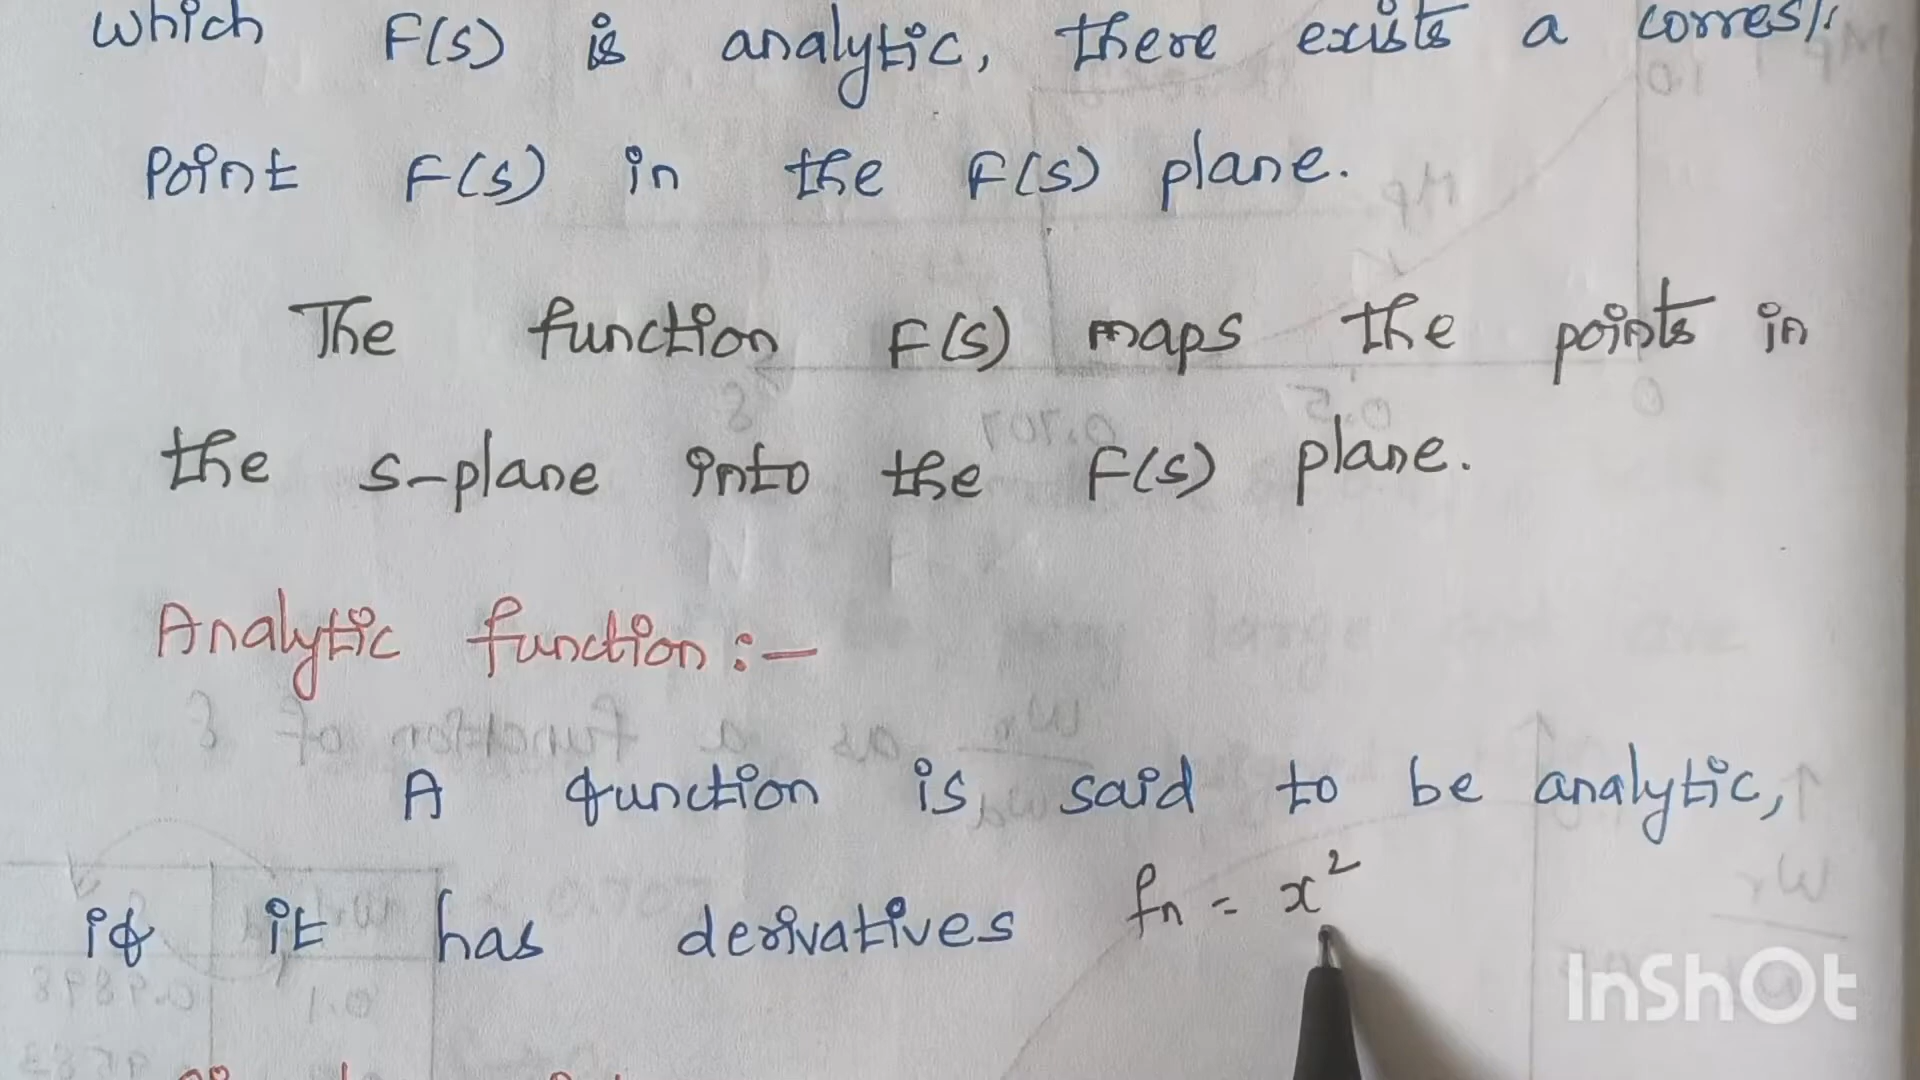 which F(s) is analytic, there exists a corres//.
Point F(s) in the F(s) plane.
The function F(s) maps the points in
the s-plane into the F(s) plane.
Analytic function :-
A function is said to be analytic,
if it has derivatives fn = x²
InShOt